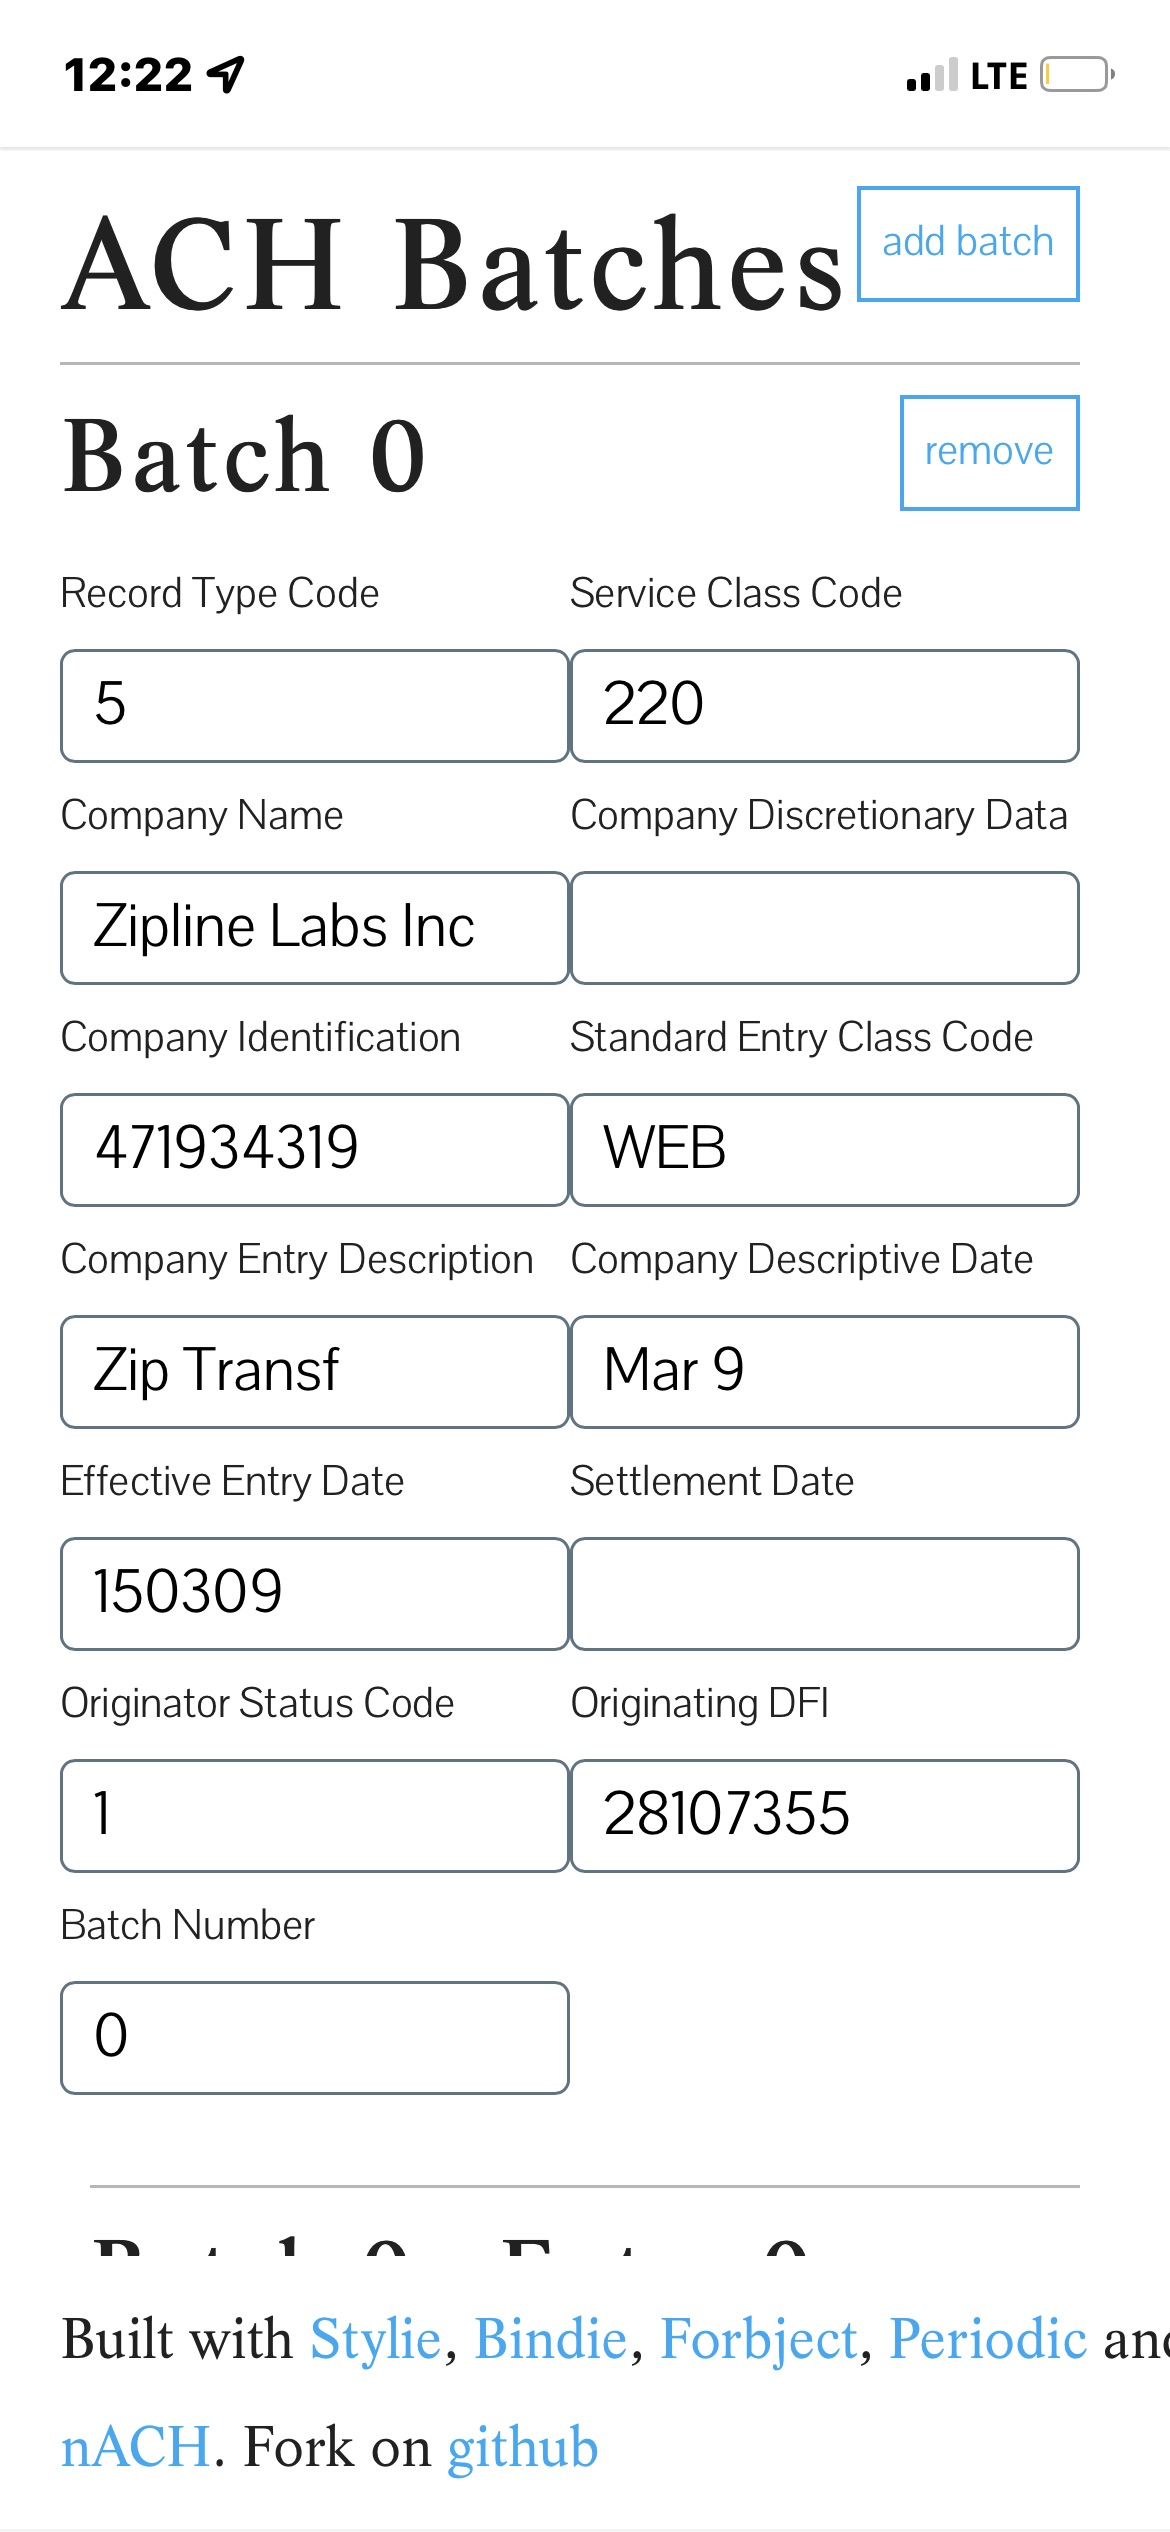 12:22 LTE
ACH Batches add batch
Batch 0 remove
Record Type Code Service Class Code
5 220
Company Name Company Discretionary Data
Zipline Labs Inc
Company Identification Standard Entry Class Code
471934319 WEB
Company Entry Description Company Descriptive Date
Zip Transf Mar 9
Effective Entry Date Settlement Date
150309
Originator Status Code Originating DFI
1 28107355
Batch Number
0
Built with Stylie, Bindie, Forbject, Periodic and
nACH. Fork on github